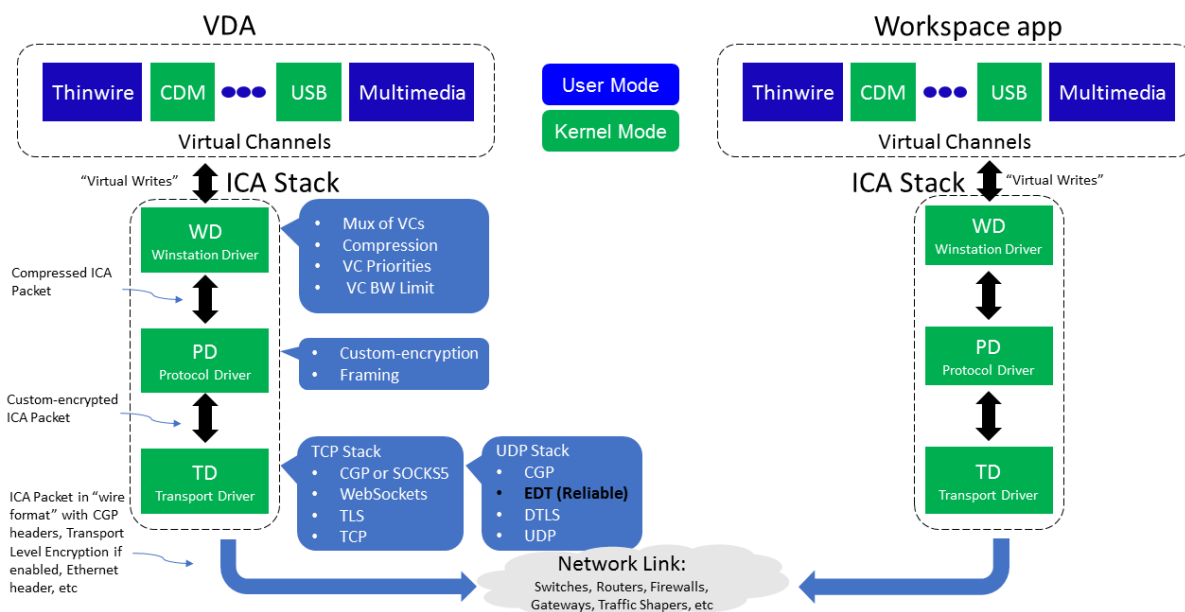 VDA
Thinwire
CDM
USB
Multimedia
Virtual Channels
User Mode
Kernel Mode
Workspace app
Thinwire
CDM
USB
Multimedia
Virtual Channels
“Virtual Writes”
ICA Stack
WD
Winstation Driver
• Mux of VCs
• Compression
• VC Priorities
• VC BW Limit
Compressed ICA
Packet
PD
Protocol Driver
• Custom-encryption
• Framing
Custom-encrypted
ICA Packet
TD
Transport Driver
TCP Stack
• CGP or SOCKS5
• WebSockets
• TLS
• TCP
UDP Stack
• CGP
• EDT (Reliable)
• DTLS
• UDP
ICA Packet in “wire
format” with CGP
headers, Transport
Level Encryption if
enabled, Ethernet
header, etc
Network Link:
Switches, Routers, Firewalls,
Gateways, Traffic Shapers, etc
ICA Stack
“Virtual Writes”
WD
Winstation Driver
PD
Protocol Driver
TD
Transport Driver